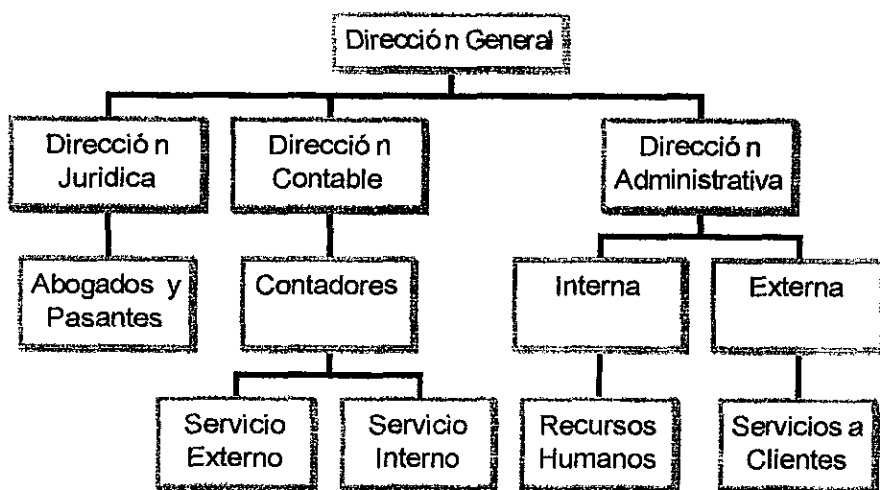 Dirección General
Dirección
Juridica
Dirección
Contable
Dirección
Administrativa
Abogados y
Pasantes
Contadores
Interna
Externa
Servicio
Externo
Servicio
Interno
Recursos
Humanos
Servicios a
Clientes